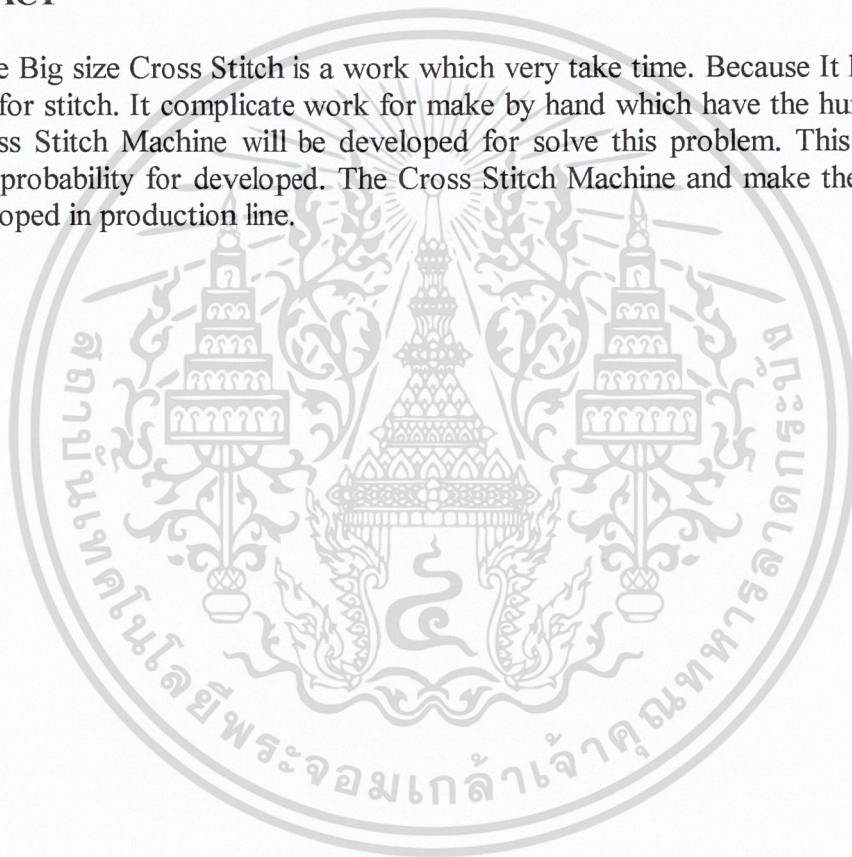 e Big size Cross Stitch is a work which very take time. Because It
for stitch. It complicate work for make by hand which have the
ss Stitch Machine will be developed for solve this problem. This
probability for developed. The Cross Stitch Machine and make the
oped in production line.
สถาบันเทคโนโลยีพระจอมเกล้าเจ้าคุณทหารลาดกระบัง